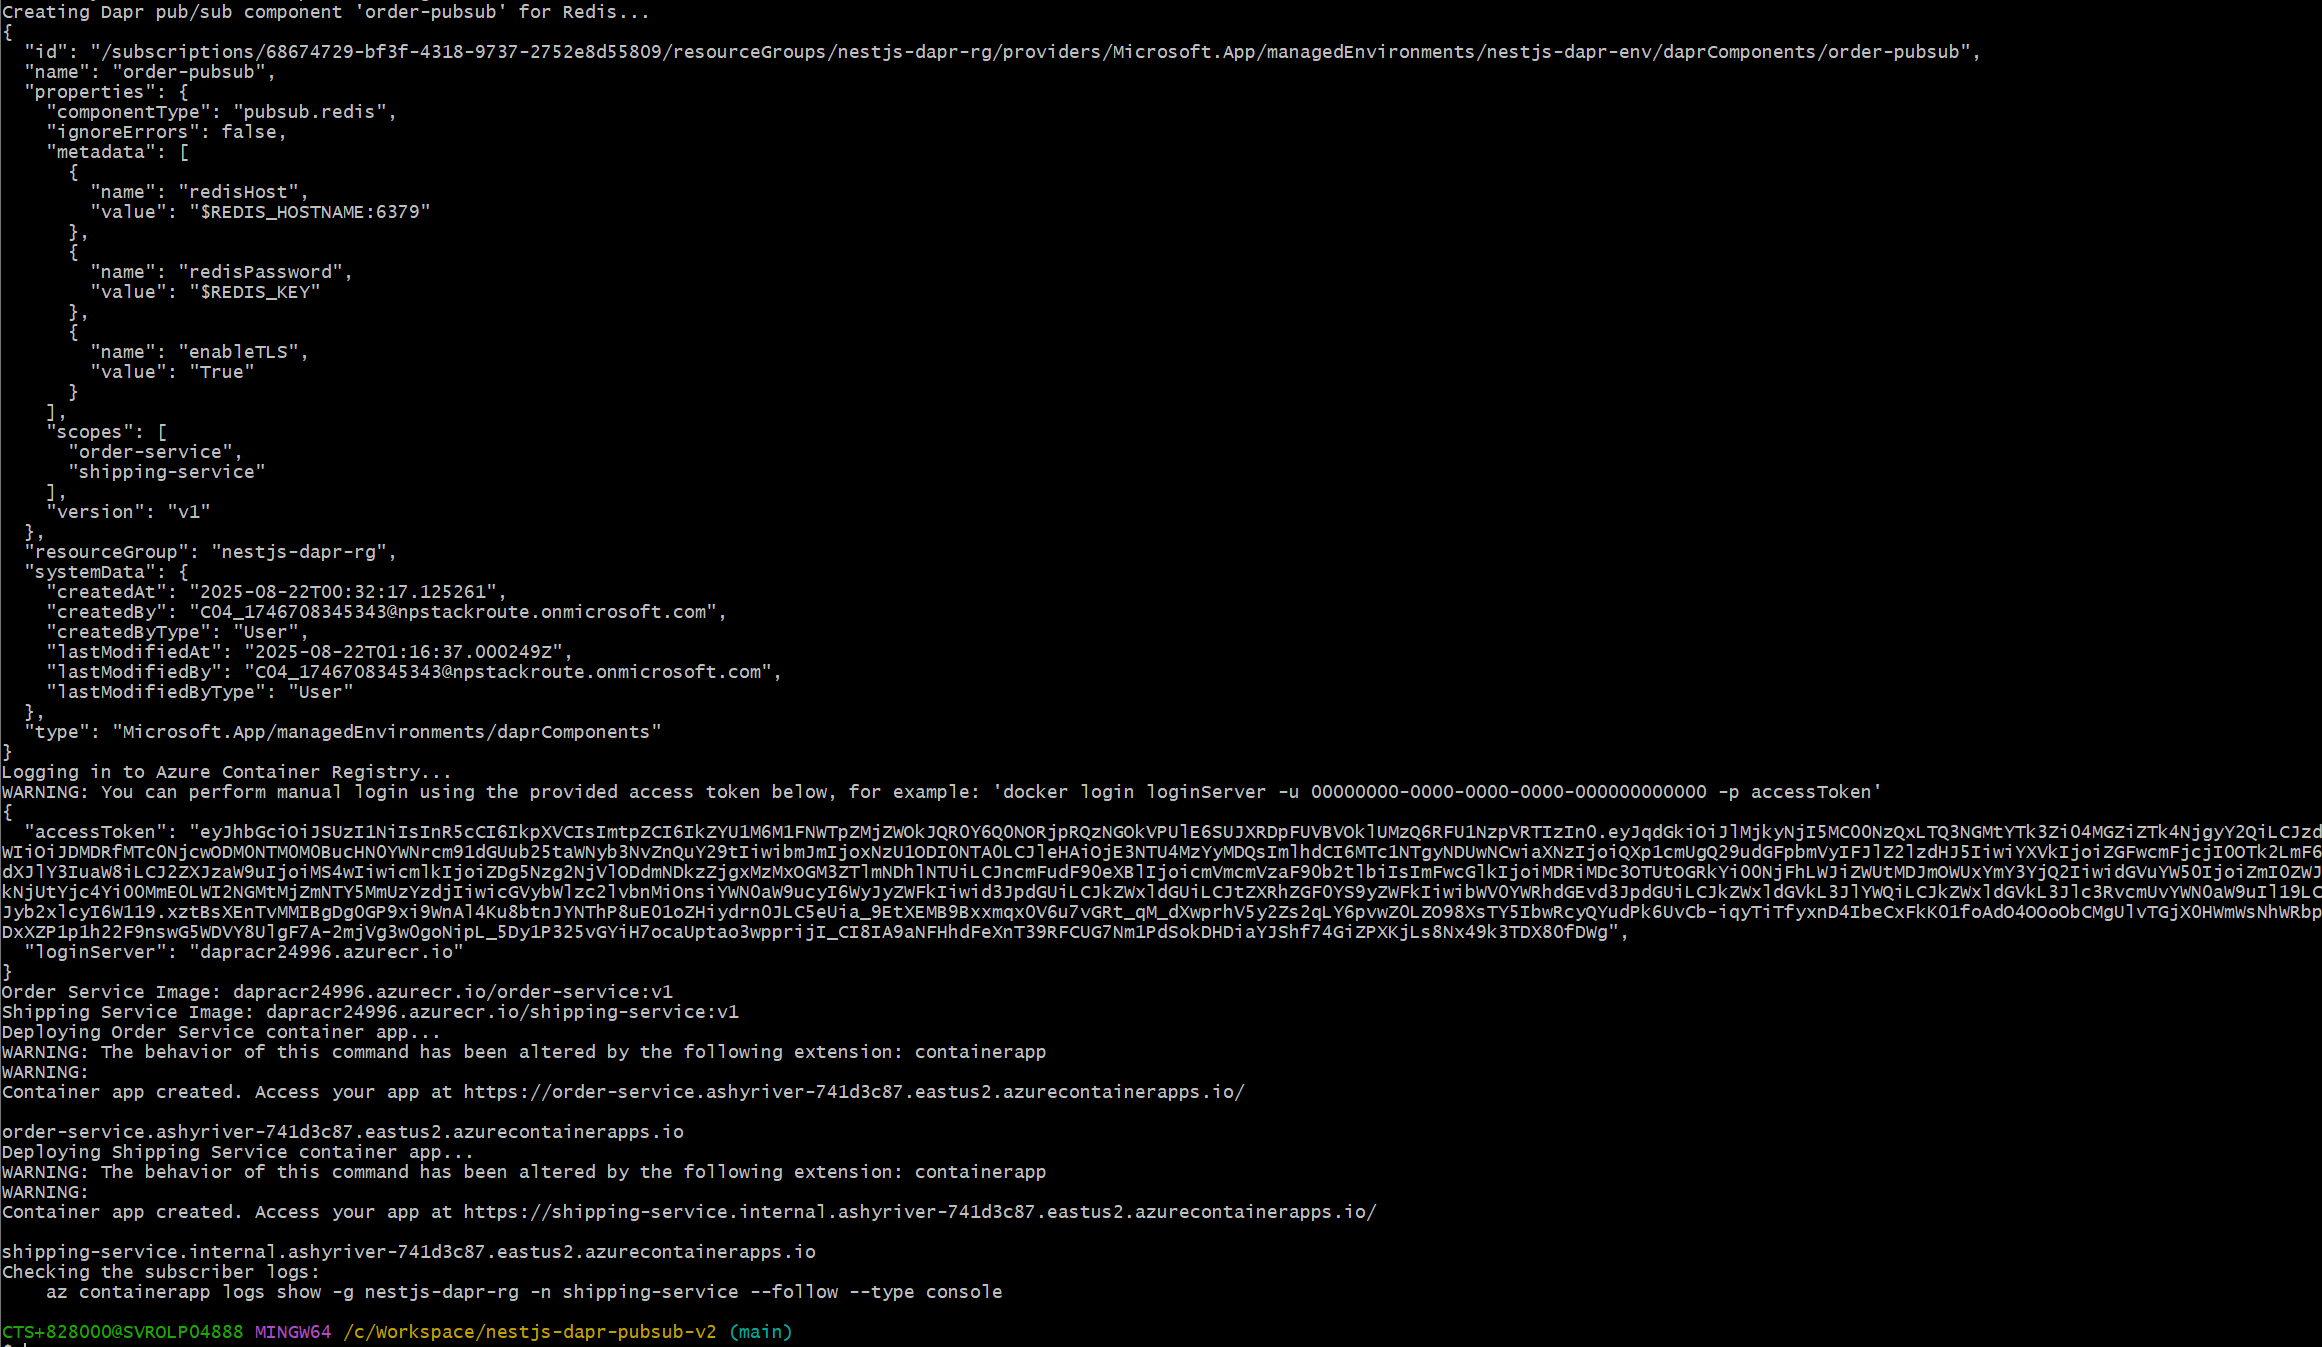 Creating Dapr pub/sub component 'order-pubsub' for Redis...
{
  "id": "/subscriptions/68674729-bf3f-4318-9737-2752e8d55809/resourceGroups/nestjs-dapr-rg/providers/Microsoft.App/managedEnvironments/nestjs-dapr-env/daprComponents/order-pubsub",
  "name": "order-pubsub",
  "properties": {
    "componentType": "pubsub.redis",
    "ignoreErrors": false,
    "metadata": [
      {
        "name": "redisHost",
        "value": "$REDIS_HOSTNAME:6379"
      },
      {
        "name": "redisPassword",
        "value": "$REDIS_KEY"
      },
      {
        "name": "enableTLS",
        "value": "True"
      }
    ],
    "scopes": [
      "order-service",
      "shipping-service"
    ],
    "version": "v1"
  },
  "resourceGroup": "nestjs-dapr-rg",
  "systemData": {
    "createdAt": "2025-08-22T00:32:17.125261",
    "createdBy": "C04_1746708345343@npstackroute.onmicrosoft.com",
    "createdByType": "User",
    "lastModifiedAt": "2025-08-22T01:16:37.000249Z",
    "lastModifiedBy": "C04_1746708345343@npstackroute.onmicrosoft.com",
    "lastModifiedByType": "User"
  },
  "type": "Microsoft.App/managedEnvironments/daprComponents"
}
Logging in to Azure Container Registry...
WARNING: You can perform manual login using the provided access token below, for example: 'docker login loginServer -u 00000000-0000-0000-0000-000000000000 -p accessToken'
{
  "accessToken":
  "loginServer": "dapracr24996.azurecr.io"
}
Order Service Image: dapracr24996.azurecr.io/order-service:v1
Shipping Service Image: dapracr24996.azurecr.io/shipping-service:v1
Deploying Order Service container app...
WARNING: The behavior of this command has been altered by the following extension: containerapp
WARNING:
Container app created. Access your app at https://order-service.ashyriver-741d3c87.eastus2.azurecontainerapps.io/
order-service.ashyriver-741d3c87.eastus2.azurecontainerapps.io
Deploying Shipping Service container app...
WARNING: The behavior of this command has been altered by the following extension: containerapp
WARNING:
Container app created. Access your app at https://shipping-service.internal.ashyriver-741d3c87.eastus2.azurecontainerapps.io/
shipping-service.internal.ashyriver-741d3c87.eastus2.azurecontainerapps.io
Checking the subscriber logs:
    az containerapp logs show -g nestjs-dapr-rg -n shipping-service --follow --type console
CTS+828000@SVROLP04888 MINGW64 /c/Workspace/nestjs-dapr-pubsub-v2 (main)